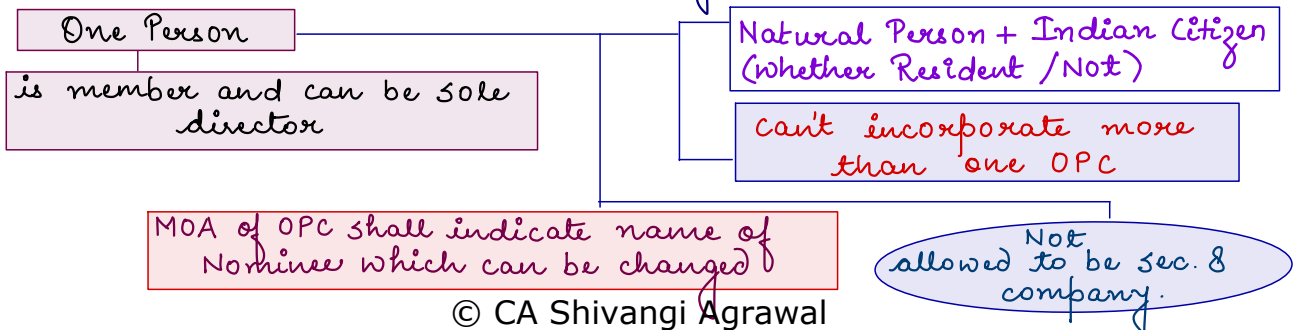 One Person
is member and can be sole
director
Natural Person + Indian Citizen
(whether Resident / Not)
can't incorporate more
than one OPC
MOA of OPC shall indicate name of
Nominee which can be changed
Not
allowed to be sec. 8
company.
© CA Shivangi Agrawal